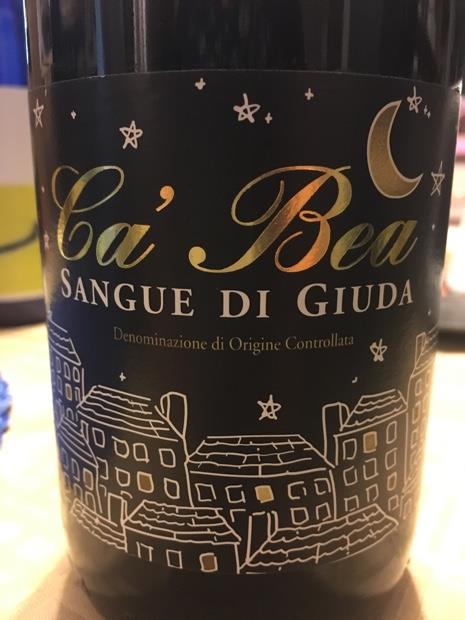 Ca' Bea
SANGUE DI GIUDA
Denominazione di Origine Controllata